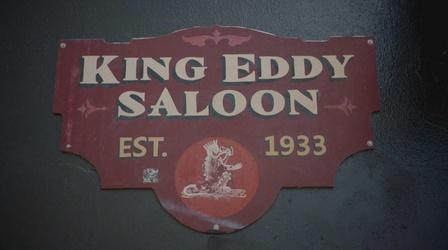 KING EDDY
SALOON
EST. 1933